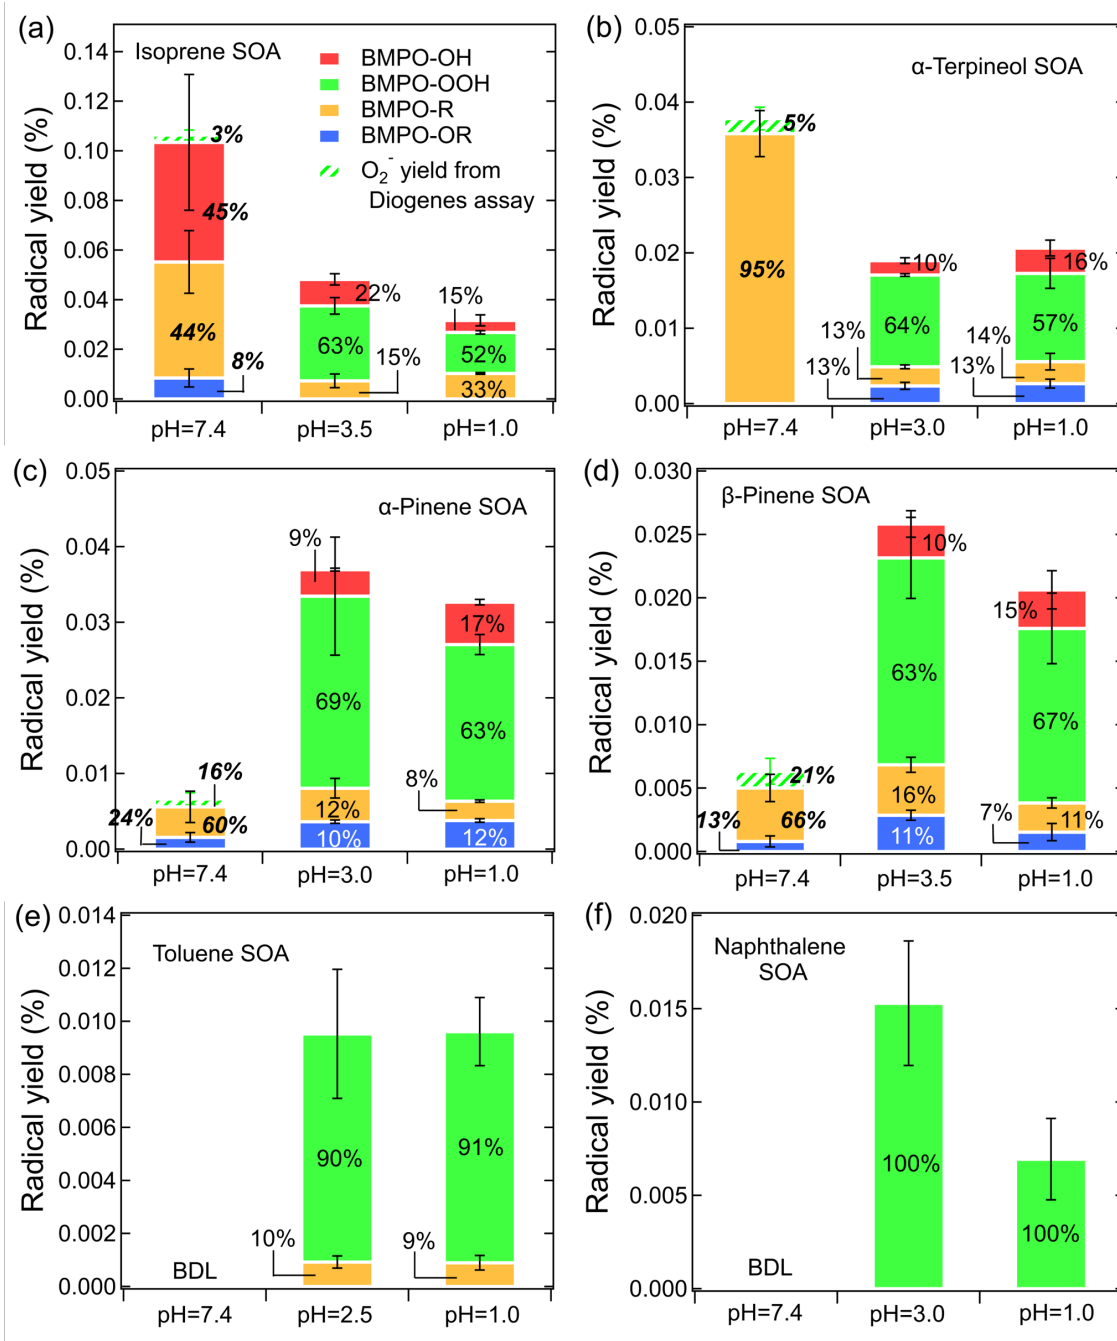 (a)
Isoprene SOA
BMPO-OH
BMPO-OOH
BMPO-R
BMPO-OR
O2- yield from
Diogenes assay
Radical yield (%)
0.14
0.12
0.10
0.08
0.06
0.04
0.02
0.00
3%
45%
44%
8%
22%
63%
15%
15%
52%
33%
pH=7.4
pH=3.5
pH=1.0
(b)
α-Terpineol SOA
Radical yield (%)
0.05
0.04
0.03
0.02
0.01
0.00
5%
95%
10%
64%
13%
13%
16%
57%
14%
13%
pH=7.4
pH=3.0
pH=1.0
(c)
α-Pinene SOA
Radical yield (%)
0.05
0.04
0.03
0.02
0.01
0.00
16%
24%
60%
9%
69%
12%
10%
17%
63%
8%
12%
pH=7.4
pH=3.0
pH=1.0
(d)
β-Pinene SOA
Radical yield (%)
0.030
0.025
0.020
0.015
0.010
0.005
0.000
21%
13%
66%
10%
63%
16%
11%
15%
67%
7%
11%
pH=7.4
pH=3.5
pH=1.0
(e)
Toluene SOA
Radical yield (%)
0.014
0.012
0.010
0.008
0.006
0.004
0.002
0.000
BDL
90%
10%
91%
9%
pH=7.4
pH=2.5
pH=1.0
(f)
Naphthalene
SOA
Radical yield (%)
0.020
0.015
0.010
0.005
0.000
BDL
100%
100%
pH=7.4
pH=3.0
pH=1.0